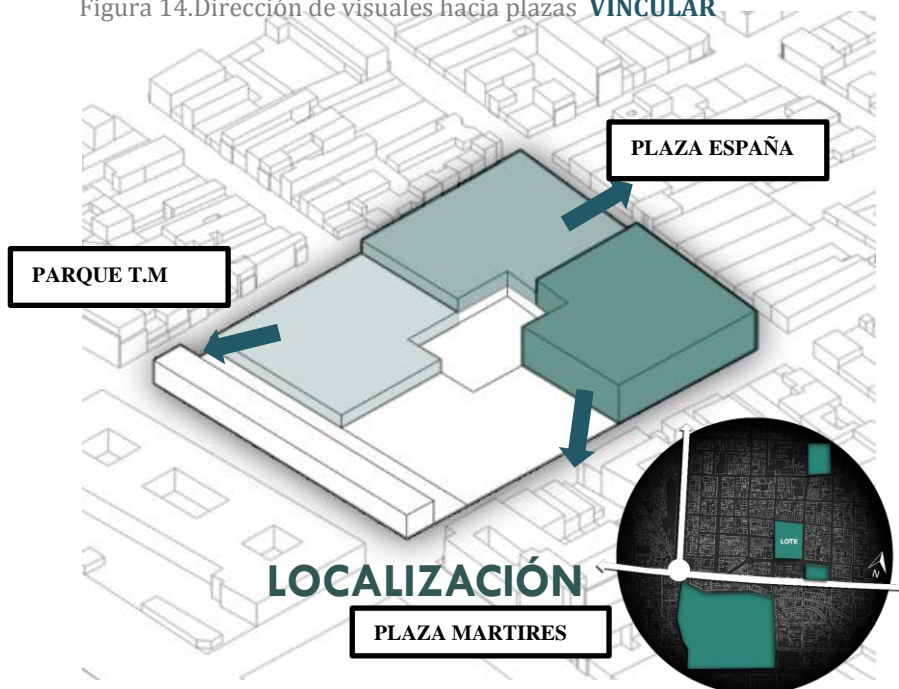 Figura 14.Dirección de visuales hacia plazas VINCULAR
PLAZA ESPAÑA
PARQUE T.M
LOTE
N
LOCALIZACIÓN
PLAZA MARTIRES